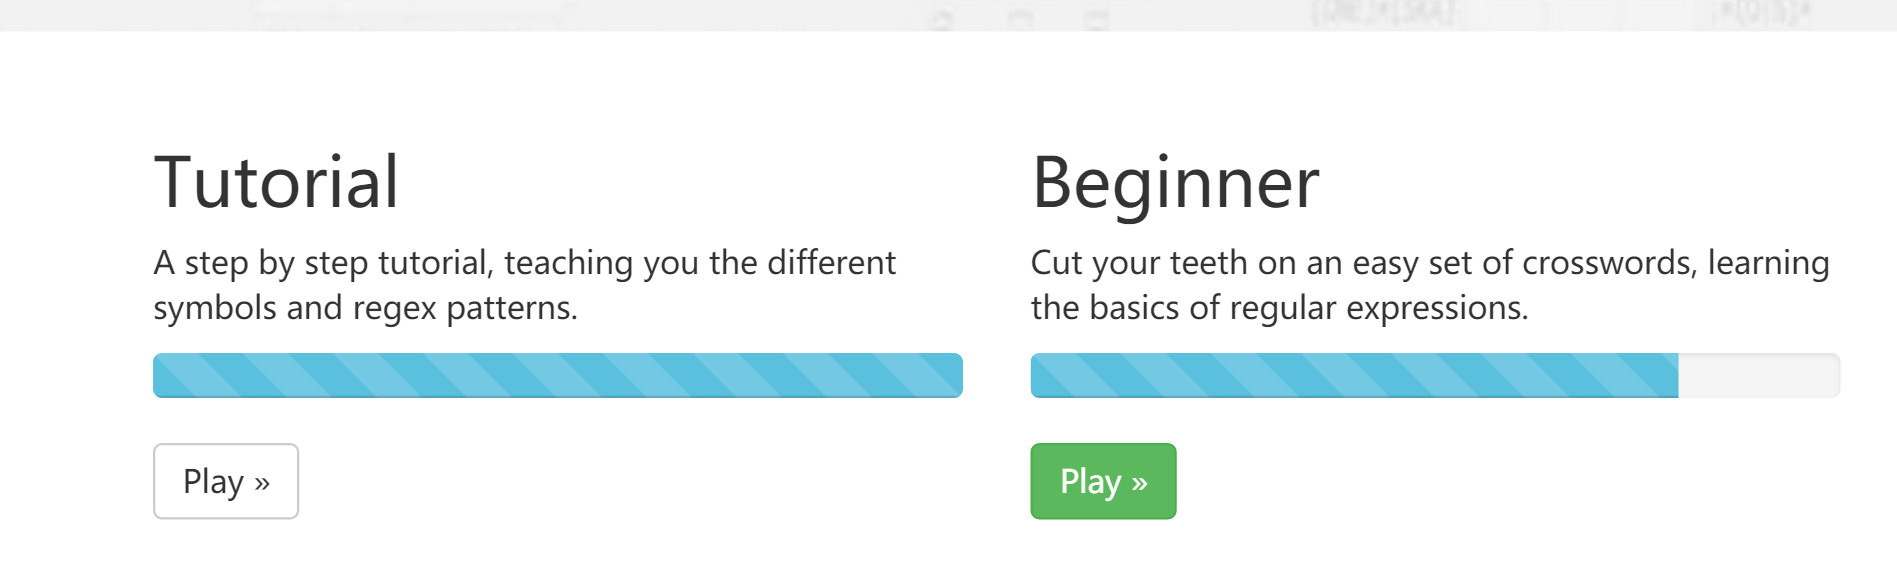 Tutorial
A step by step tutorial, teaching you the different
symbols and regex patterns.
Play »
Beginner
Cut your teeth on an easy set of crosswords, learning
the basics of regular expressions.
Play »